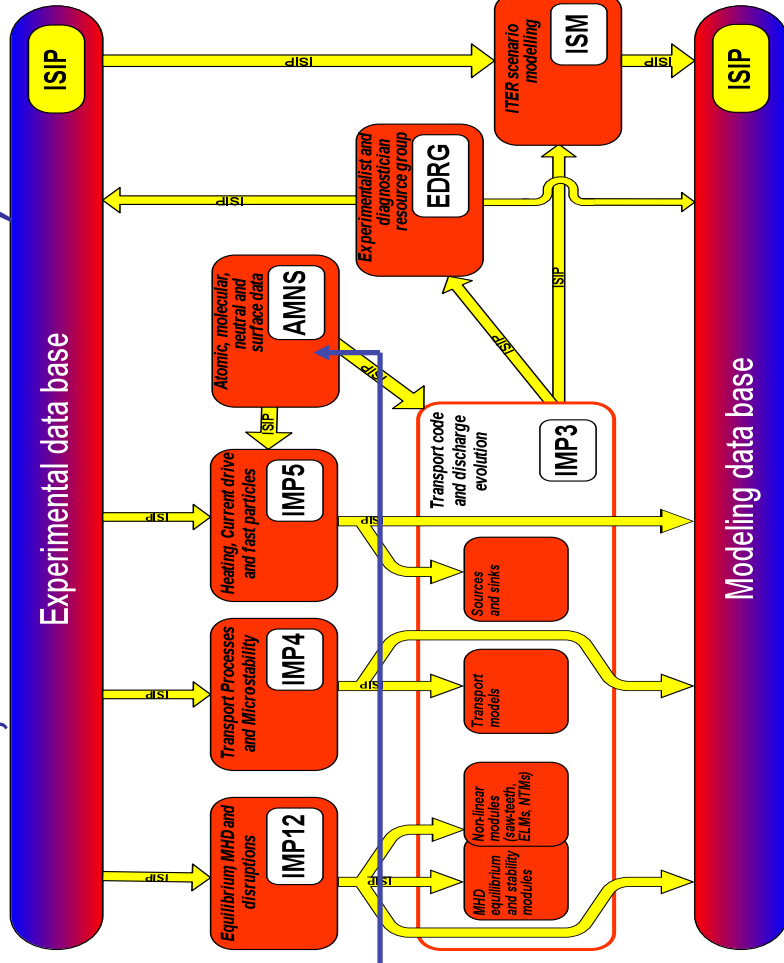 Experimental data base
ISIP
ISIP
ISIP
ISIP
ISIP
ISIP
Equilibrium MHD and
disruptions
IMP12
Transport Processes
and Microstability
IMP4
Heating, Current drive
and fast particles
IMP5
ISIP
Atomic, molecular,
neutral and
surface data
AMNS
Experimentalist and
diagnostician
resource group
EDRG
ITER scenario
modelling
ISM
ISIP
ISIP
ISIP
ISIP
ISIP
ISIP
ISIP
Transport code
and discharge
evolution
IMP3
MHD
equilibrium
and stability
modules
Non-linear
modules
(saw-teeth,
ELMs, NTMs)
Transport
models
Sources
and sinks
Modeling data base
ISIP